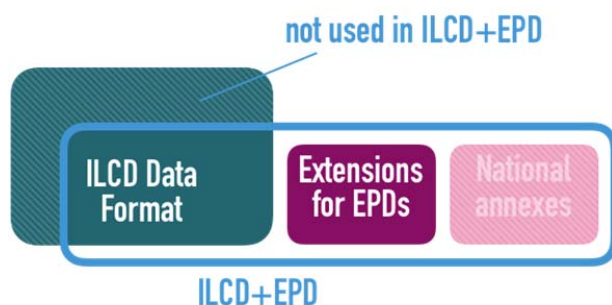 not used in ILCD+EPD
ILCD Data
Format
Extensions
for EPDs
National
annexes
ILCD+EPD